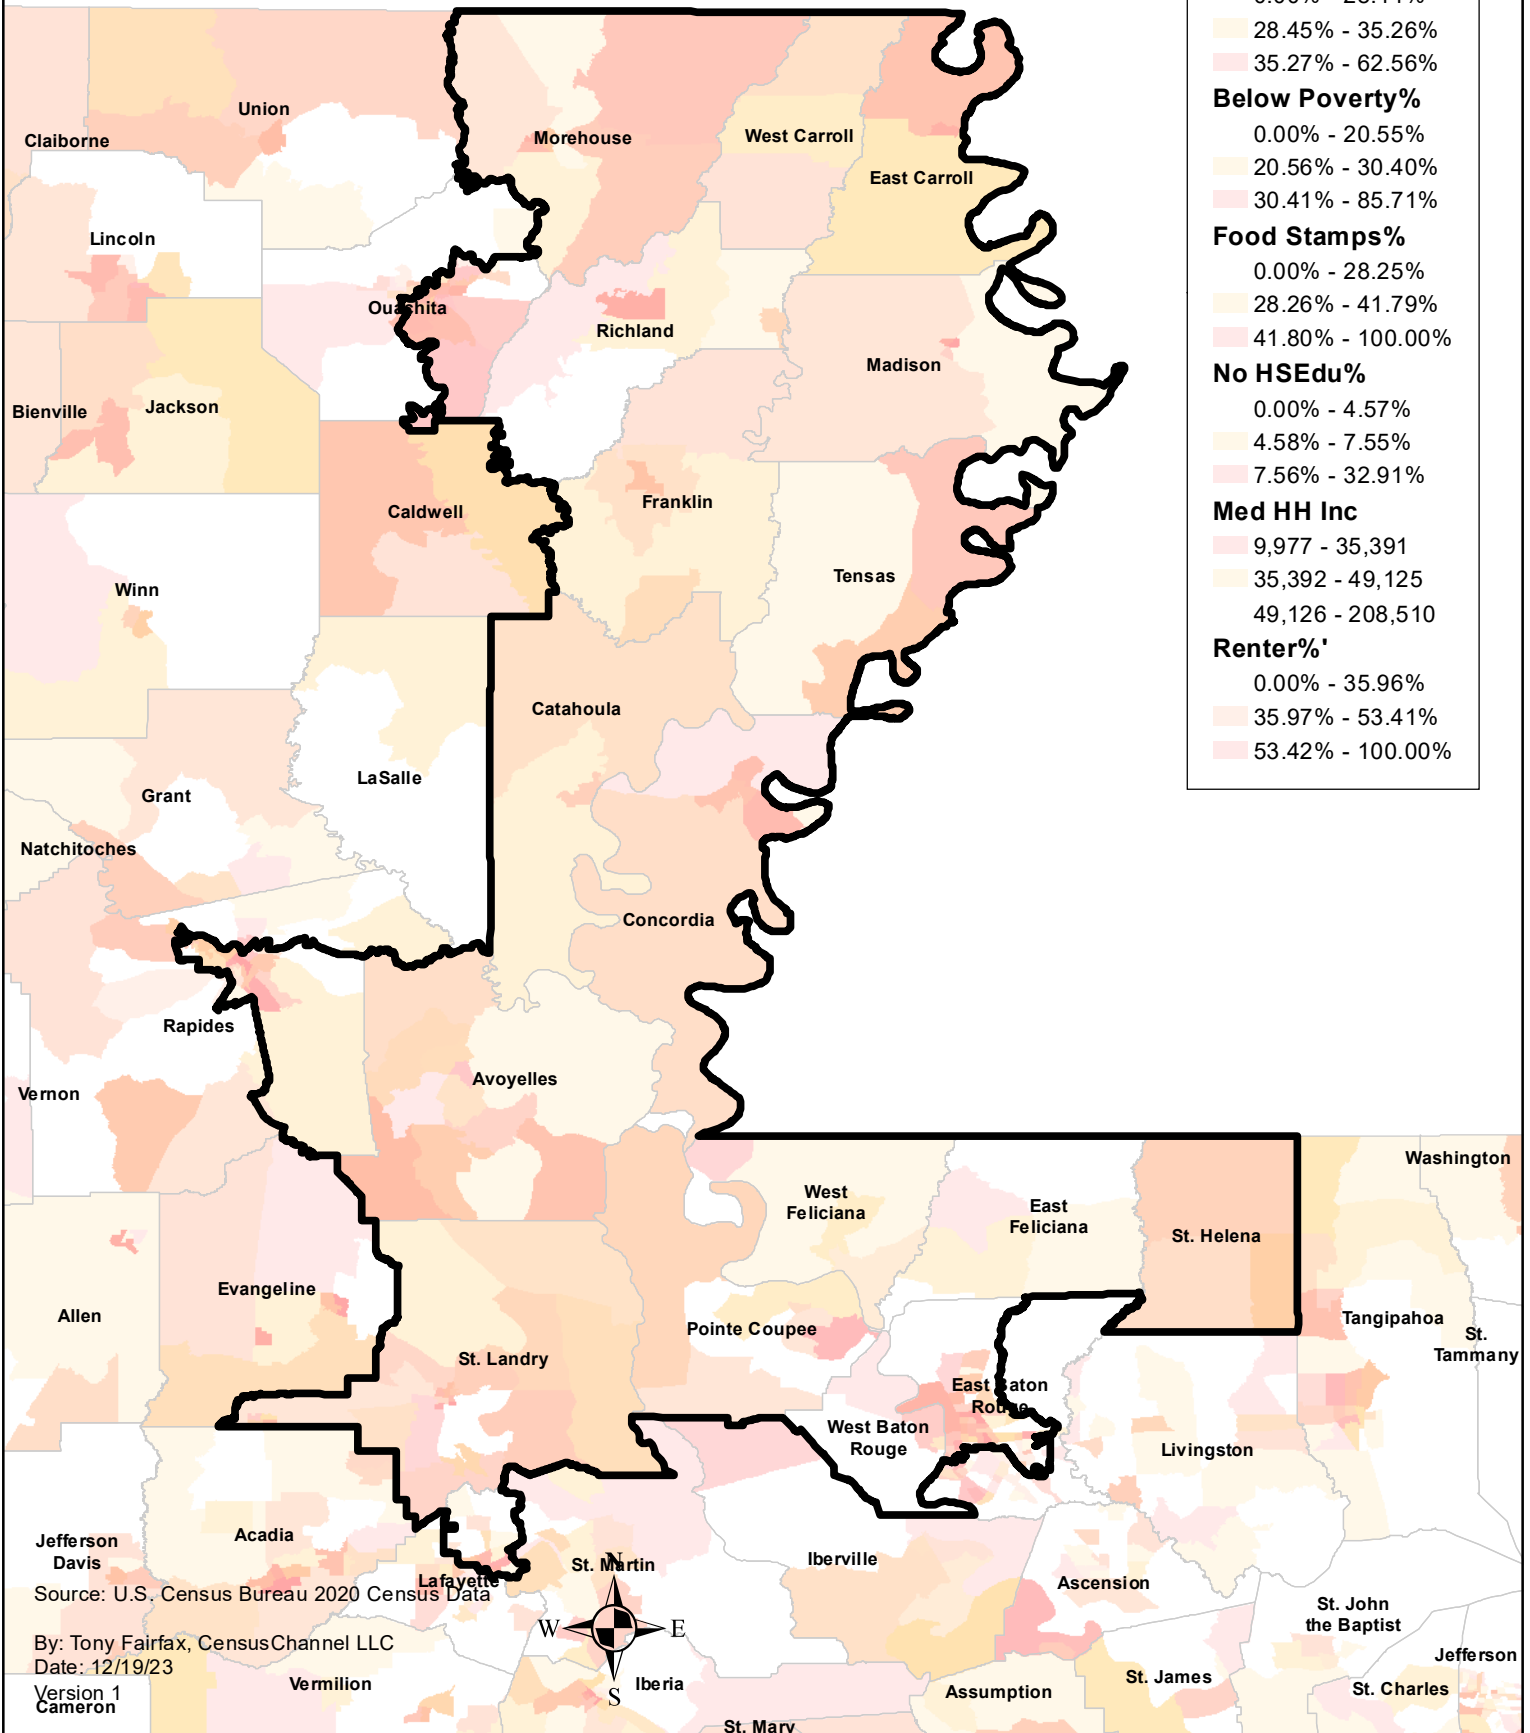 28.45% - 35.26%
35.27% - 62.56%
Below Poverty%
0.00% - 20.55%
20.56% - 30.40%
30.41% - 85.71%
Food Stamps%
0.00% - 28.25%
28.26% - 41.79%
41.80% - 100.00%
No HSEdu%
0.00% - 4.57%
4.58% - 7.55%
7.56% - 32.91%
Med HH Inc
9,977 - 35,391
35,392 - 49,125
49,126 - 208,510
Renter%'
0.00% - 35.96%
35.97% - 53.41%
53.42% - 100.00%
Union
Claiborne
Morehouse
West Carroll
East Carroll
Lincoln
Ouachita
Richland
Madison
Bienville
Jackson
Caldwell
Franklin
Winn
Tensas
Catahoula
LaSalle
Grant
Natchitoches
Concordia
Rapides
Avoyelles
Vernon
Washington
West
Feliciana
East
Feliciana
St. Helena
Evangeline
Allen
Pointe Coupee
Tangipahoa
St.
Tammany
St. Landry
East Baton
Rouge
West Baton
Rouge
Livingston
Acadia
Jefferson
Davis
Lafayette
St. Martin
Iberville
Ascension
St. John
the Baptist
Source: U.S. Census Bureau 2020 Census Data
By: Tony Fairfax, CensusChannel LLC
Date: 12/19/23
Version 1
N
W
E
S
Cameron
Vermilion
Iberia
Assumption
St. James
St. Charles
Jefferson
St. Mary